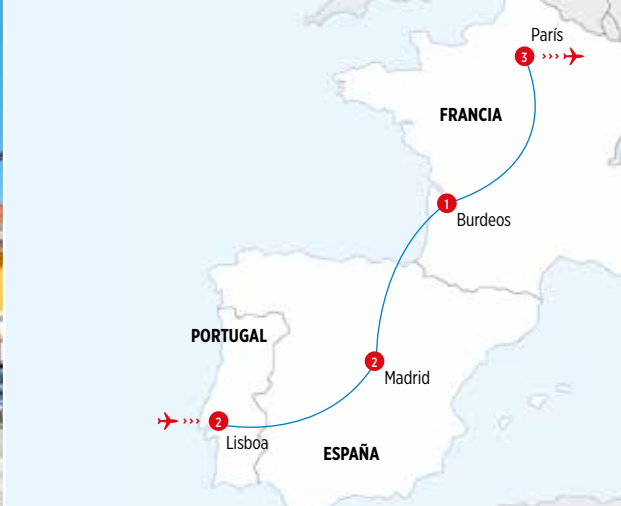 París
3
FRANCIA
1
Burdeos
PORTUGAL
2
Madrid
2
Lisboa
ESPAÑA